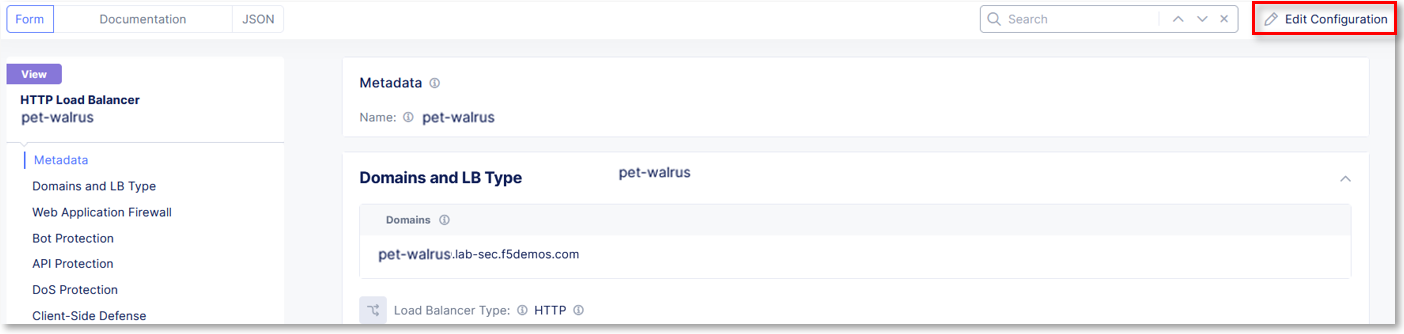 Form Documentation JSON Search Edit Configuration
View
HTTP Load Balancer
pet-walrus
Metadata
Domains and LB Type
Web Application Firewall
Bot Protection
API Protection
DoS Protection
Client-Side Defense
Metadata
Name: pet-walrus
Domains and LB Type pet-walrus
Domains
pet-walrus.lab-sec.f5demos.com
Load Balancer Type: HTTP